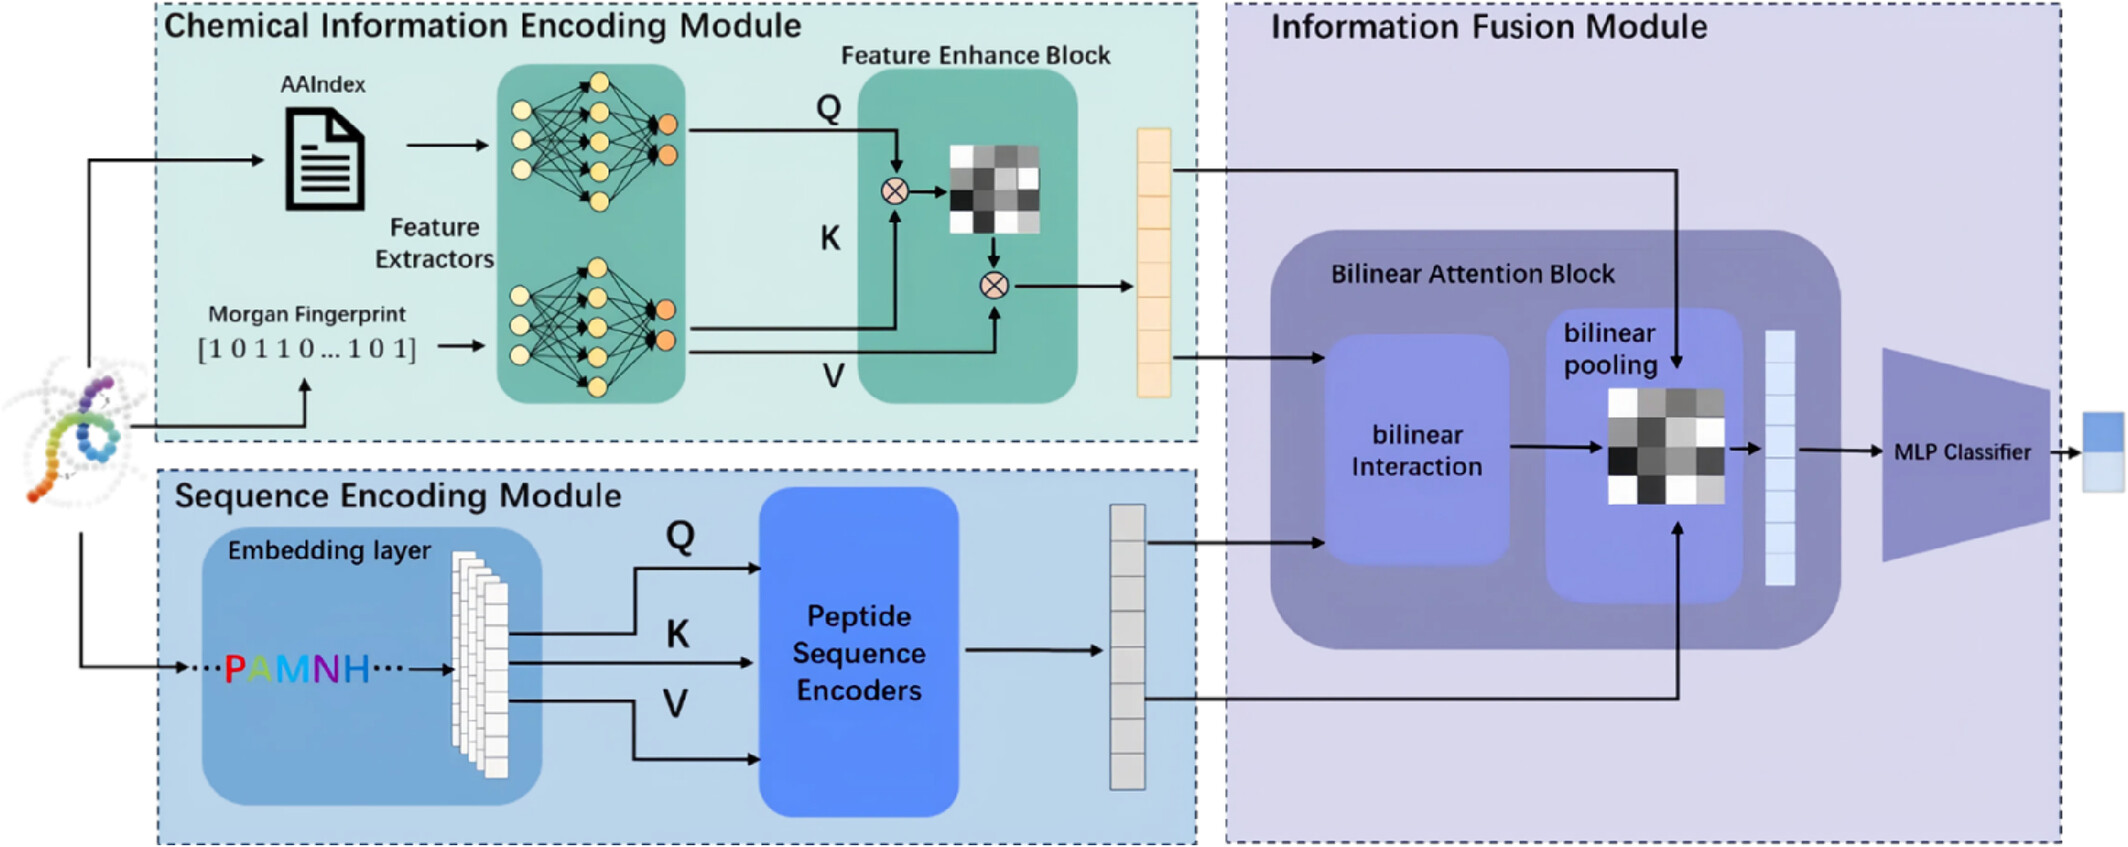 Chemical Information Encoding Module
AAIndex
Feature
Extractors
Morgan Fingerprint
[1 0 1 1 0 ... 1 0 1]
Feature Enhance Block
Q
K
V
Sequence Encoding Module
Embedding layer
···PAMNH···
Q
K
V
Peptide
Sequence
Encoders
Information Fusion Module
Bilinear Attention Block
bilinear
Interaction
bilinear
pooling
MLP Classifier